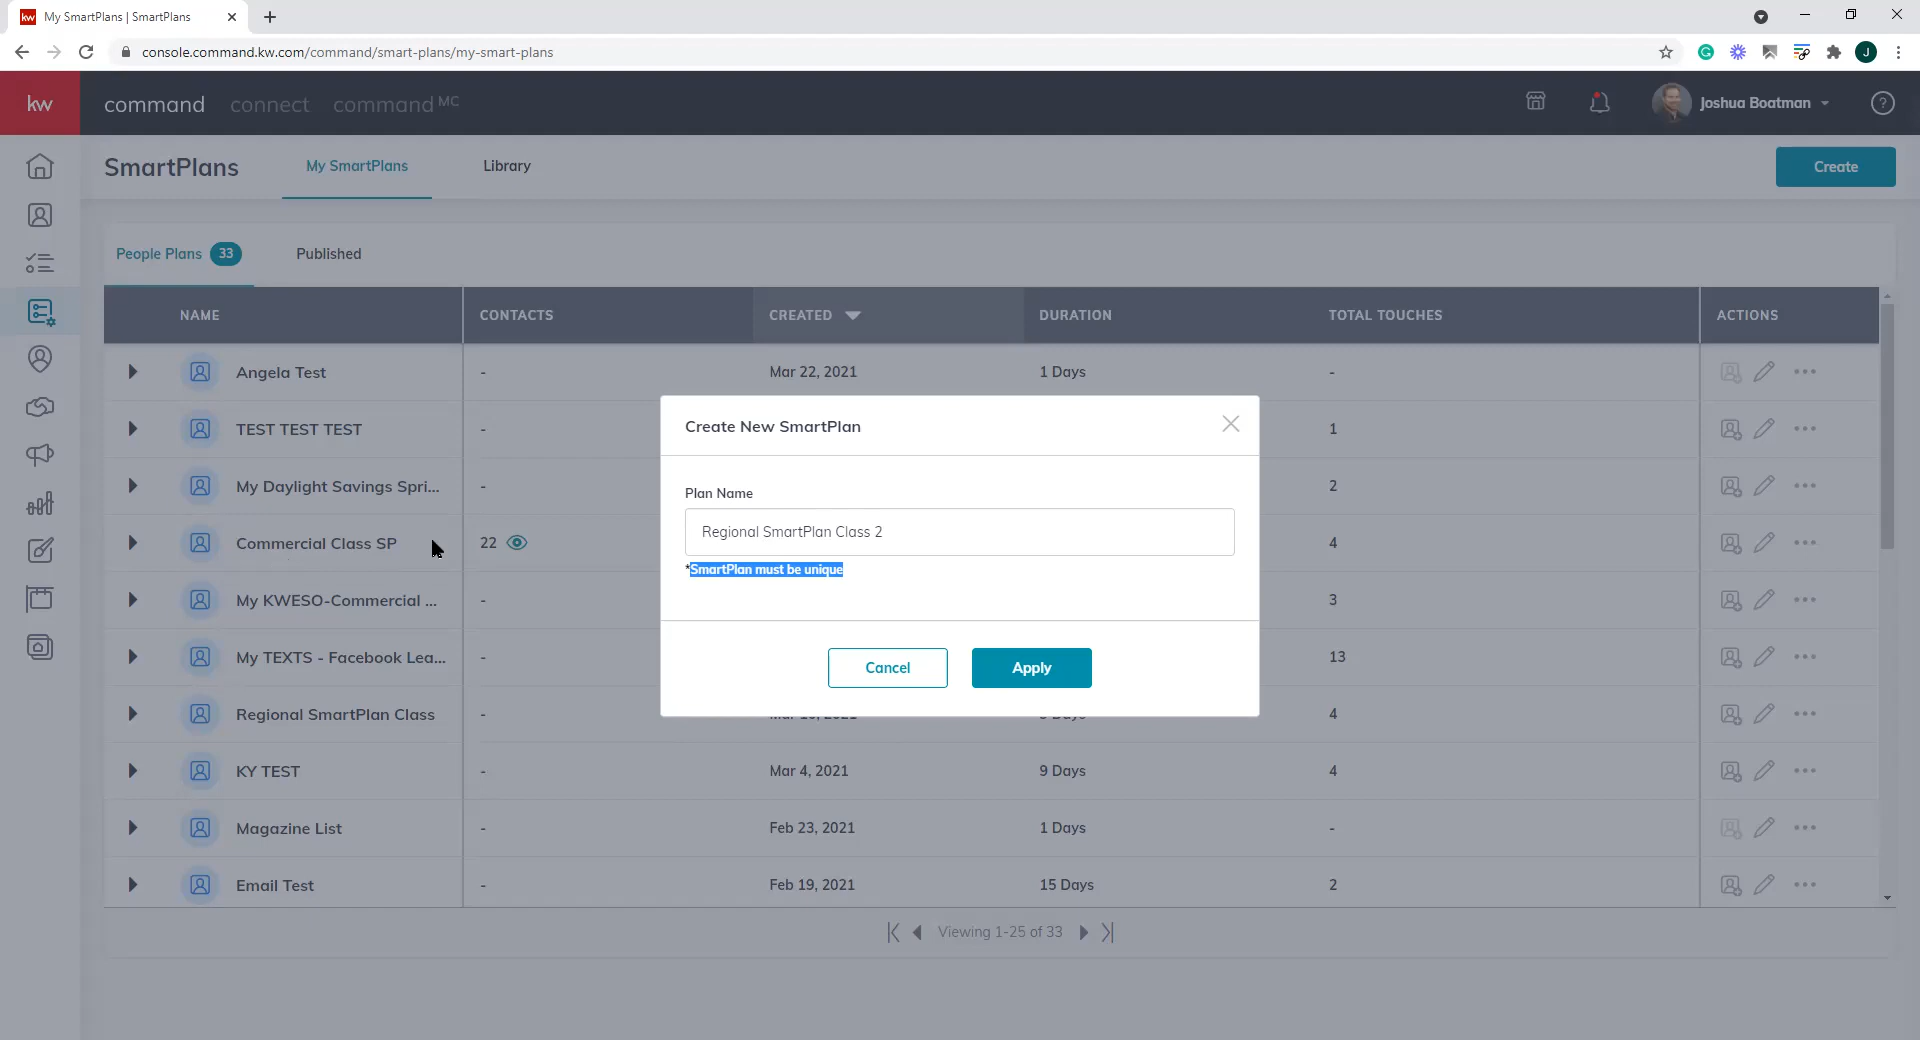 kw My SmartPlans | SmartPlans
console.command.kw.com/command/smart-plans/my-smart-plans
J
kw command connect command MC Joshua Boatman ?
SmartPlans My SmartPlans Library Create
People Plans 33 Published
NAME CONTACTS CREATED DURATION TOTAL TOUCHES ACTIONS
Angela Test - Mar 22, 2021 1 Days -
TEST TEST TEST - 1
My Daylight Savings Spri... - 2
Commercial Class SP 22 4
My KWESO-Commercial ... - 3
My TEXTS - Facebook Lea... - 13
Regional SmartPlan Class - 4
KY TEST - Mar 4, 2021 9 Days 4
Magazine List - Feb 23, 2021 1 Days -
Email Test - Feb 19, 2021 15 Days 2
Viewing 1-25 of 33
Create New SmartPlan
Plan Name
Regional SmartPlan Class 2
*SmartPlan must be unique
Cancel Apply